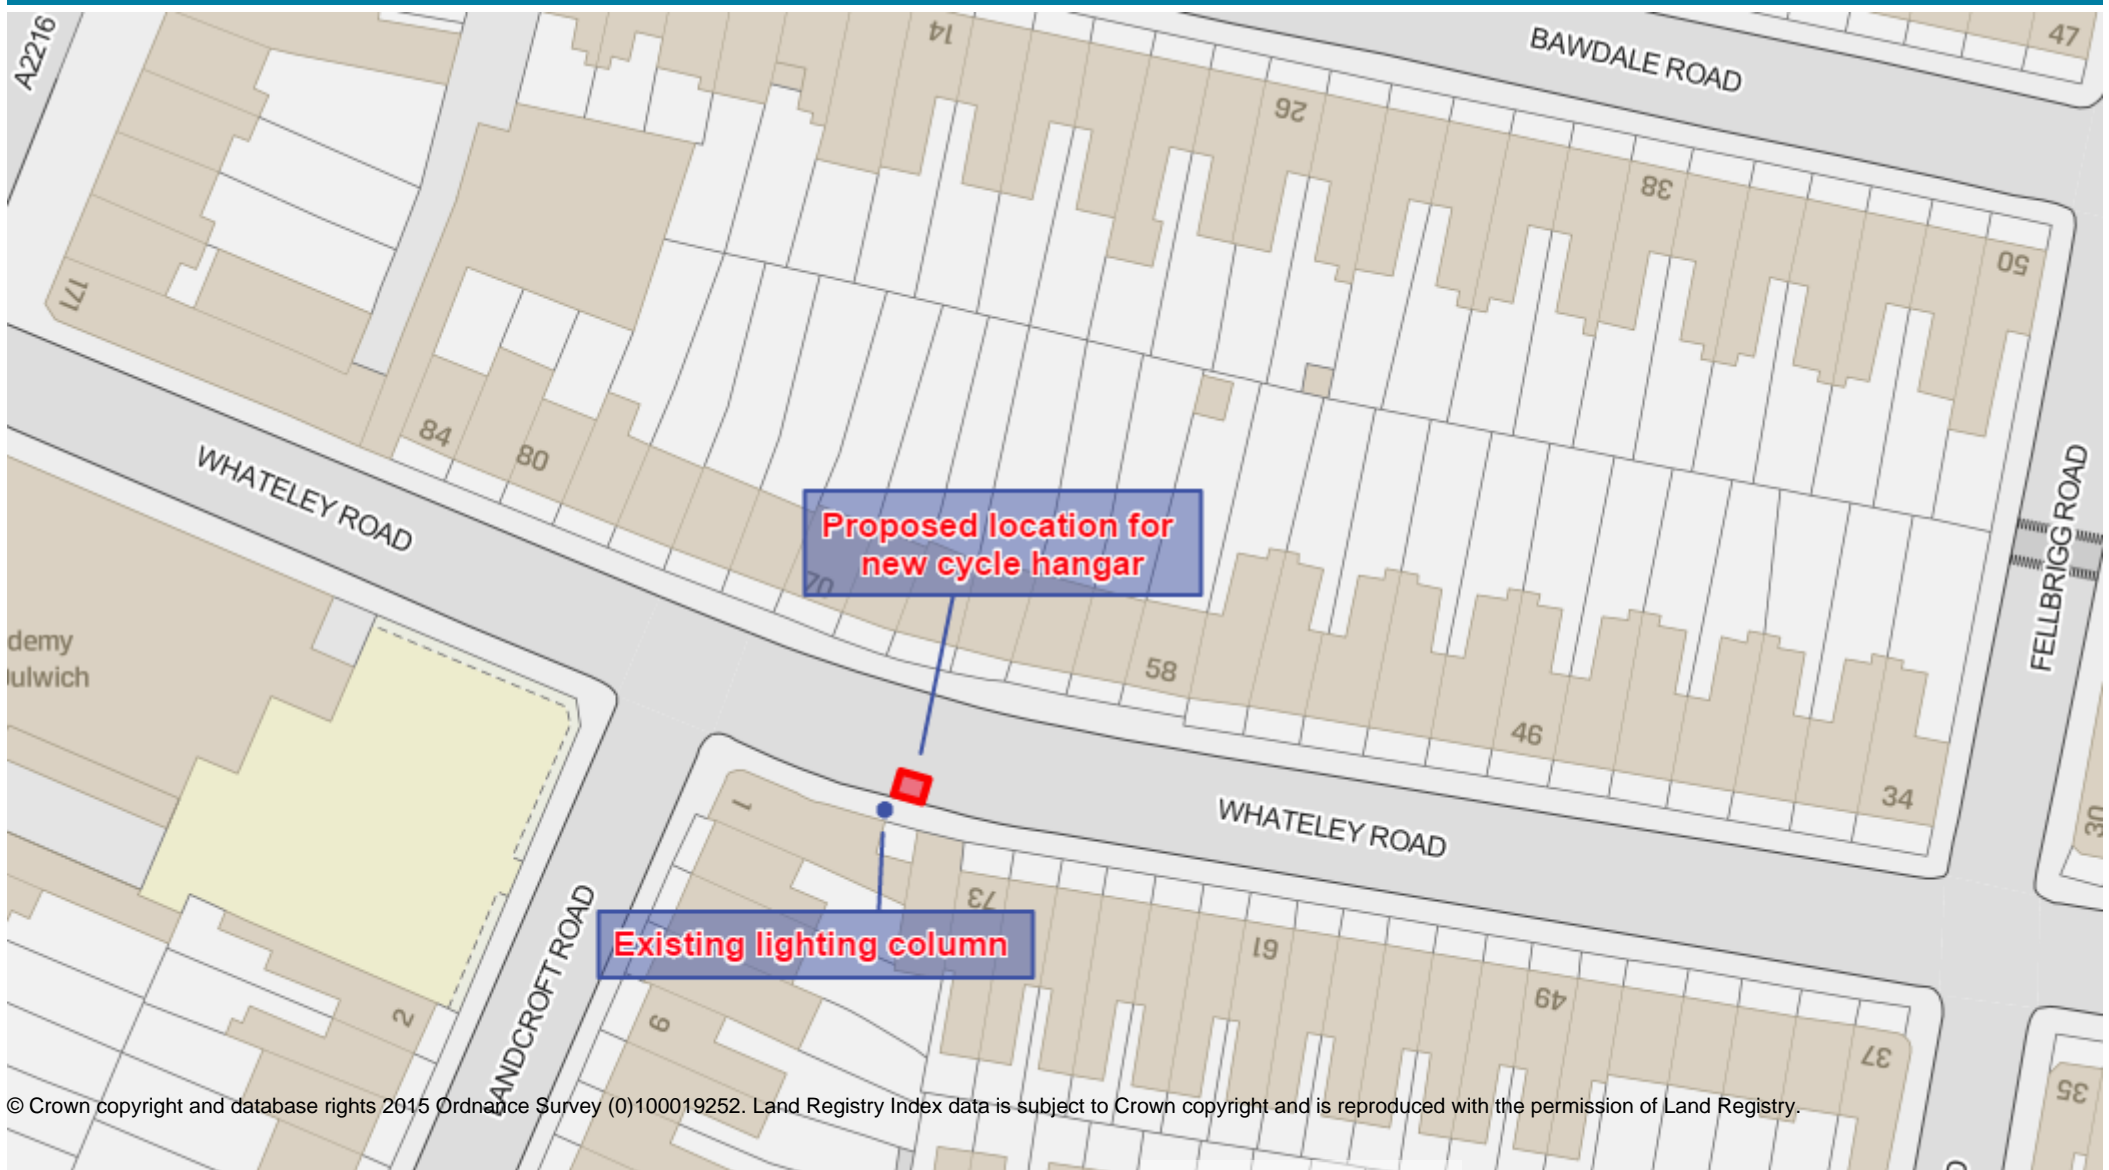 A2216
14
BAWDALE ROAD
47
26
38
50
171
84
80
WHATELEY ROAD
Proposed location for
new cycle hangar
70
FELLBRIGG ROAD
demy
ulwich
58
46
34
30
1
WHATELEY ROAD
73
Existing lighting column
61
49
37
35
2
9
LANDCROFT ROAD
© Crown copyright and database rights 2015 Ordnance Survey (0)100019252. Land Registry Index data is subject to Crown copyright and is reproduced with the permission of Land Registry.